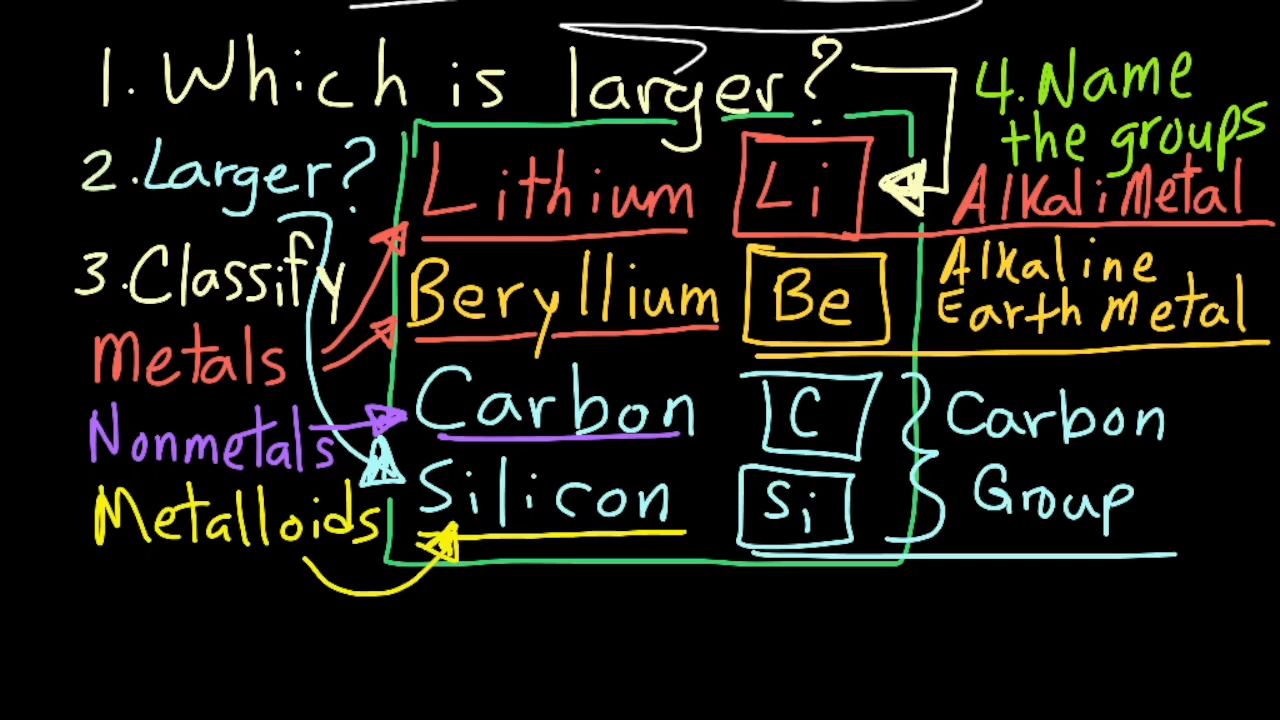 1. Which is larger?
2. Larger?
3. Classify
Metals
Nonmetals
Metalloids
Lithium Li
Beryllium Be
Carbon C
Silicon Si
4. Name
the groups
Alkali Metal
Alkaline
Earth Metal
Carbon
Group